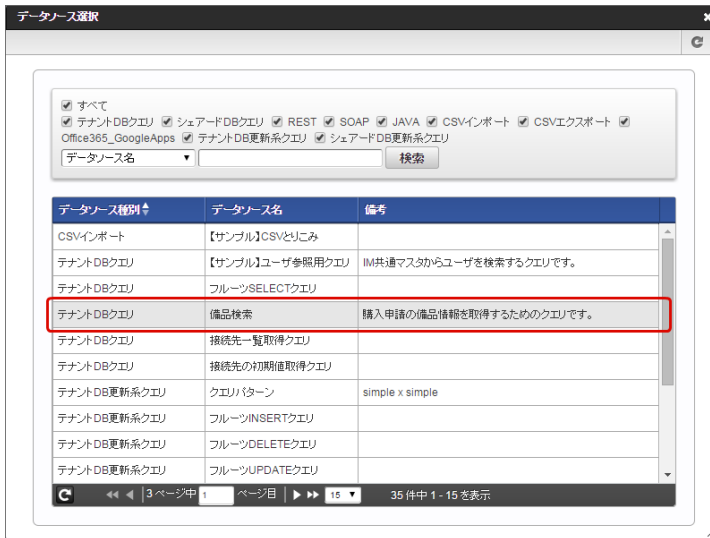 データソース選択
すべて
テナントDBクエリ シェアードDBクエリ REST SOAP JAVA CSVインポート CSVエクスポート
Office365_GoogleApps テナントDB更新系クエリ シェアードDB更新系クエリ
データソース名 検索
データソース種別 データソース名 備考
CSVインポート 【サンプル】CSVとりこみ
テナントDBクエリ 【サンプル】ユーザ参照用クエリ IM共通マスタからユーザを検索するクエリです。
テナントDBクエリ フルーツSELECTクエリ
テナントDBクエリ 備品検索 購入申請の備品情報を取得するためのクエリです。
テナントDBクエリ 接続先一覧取得クエリ
テナントDBクエリ 接続先の初期値取得クエリ
テナントDB更新系クエリ クエリパターン simple x simple
テナントDB更新系クエリ フルーツINSERTクエリ
テナントDB更新系クエリ フルーツDELETEクエリ
テナントDB更新系クエリ フルーツUPDATEクエリ
3 ページ中 1 ページ目 15 35 件中 1 - 15 を表示